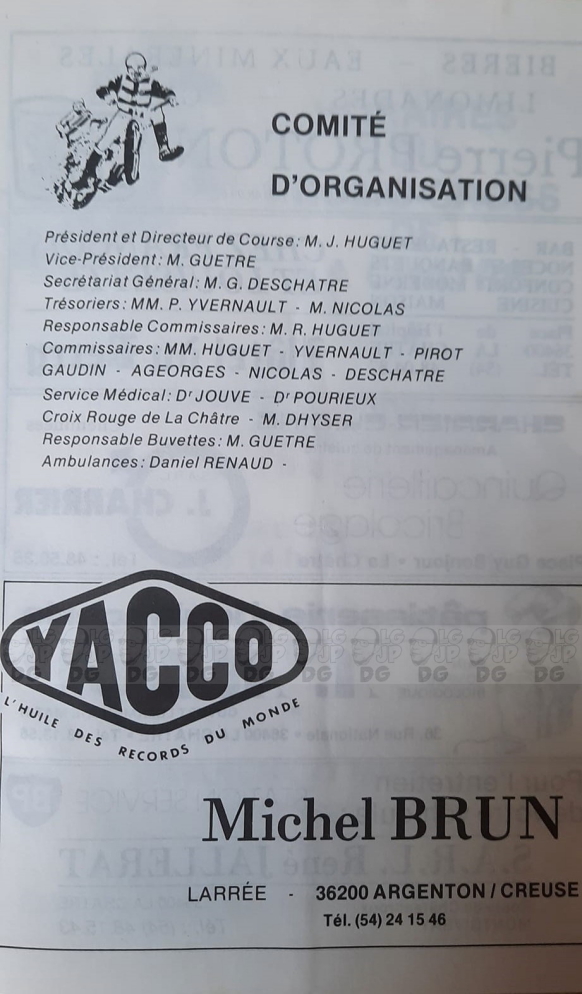 COMITÉ
D'ORGANISATION
Président et Directeur de Course: M. J. HUGUET
Vice-Président: M. GUETRE
Secrétariat Général: M. G. DESCHATRE
Trésoriers: MM. P. YVERNAULT - M. NICOLAS
Responsable Commissaires: M. R. HUGUET
Commissaires: MM. HUGUET - YVERNAULT - PIROT
GAUDIN - AGEORGES - NICOLAS - DESCHATRE
Service Médical: Dr JOUVE - Dr POURIEUX
Croix Rouge de La Châtre - M. DHYSER
Responsable Buvettes: M. GUETRE
Ambulances: Daniel RENAUD -
YACCO
L'HUILE DES RECORDS DU MONDE
Michel BRUN
LARRÉE - 36200 ARGENTON / CREUSE
Tél. (54) 24 15 46